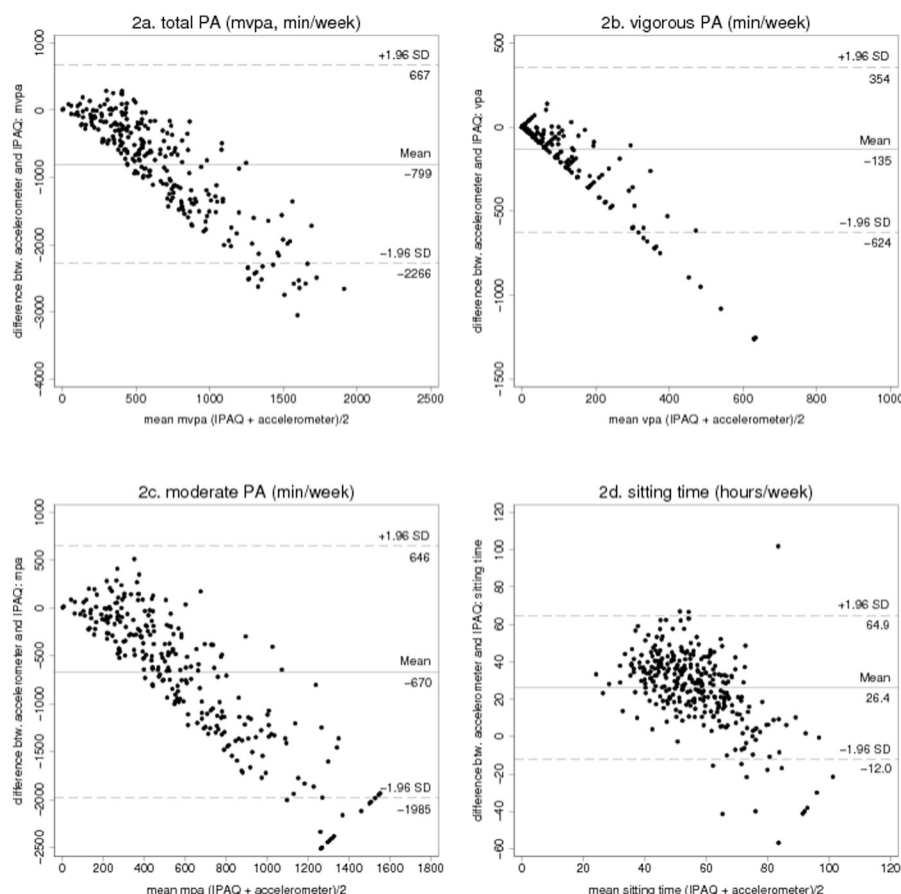 2a. total PA (mvpa, min/week)
difference btw. accelerometer and IPAQ: mvpa
1000
0
-1000
-2000
-3000
-4000
+1.96 SD
667
Mean
-799
-1.96 SD
-2266
0 500 1000 1500 2000 2500
mean mvpa (IPAQ + accelerometer)/2
2b. vigorous PA (min/week)
difference btw. accelerometer and IPAQ: vpa
500
0
-500
-1000
-1500
+1.96 SD
354
Mean
-135
-1.96 SD
-624
0 200 400 600 800 1000
mean vpa (IPAQ + accelerometer)/2
2c. moderate PA (min/week)
difference btw. accelerometer and IPAQ: mpa
1000
500
0
-500
-1000
-1500
-2000
-2500
+1.96 SD
646
Mean
-670
-1.96 SD
-1985
0 200 400 600 800 1000 1200 1400 1600 1800
mean mpa (IPAQ + accelerometer)/2
2d. sitting time (hours/week)
difference btw. accelerometer and IPAQ: sitting time
120
100
80
60
40
20
0
-20
-40
-60
+1.96 SD
64.9
Mean
26.4
-1.96 SD
-12.0
0 20 40 60 80 100 120
mean sitting time (IPAQ + accelerometer)/2